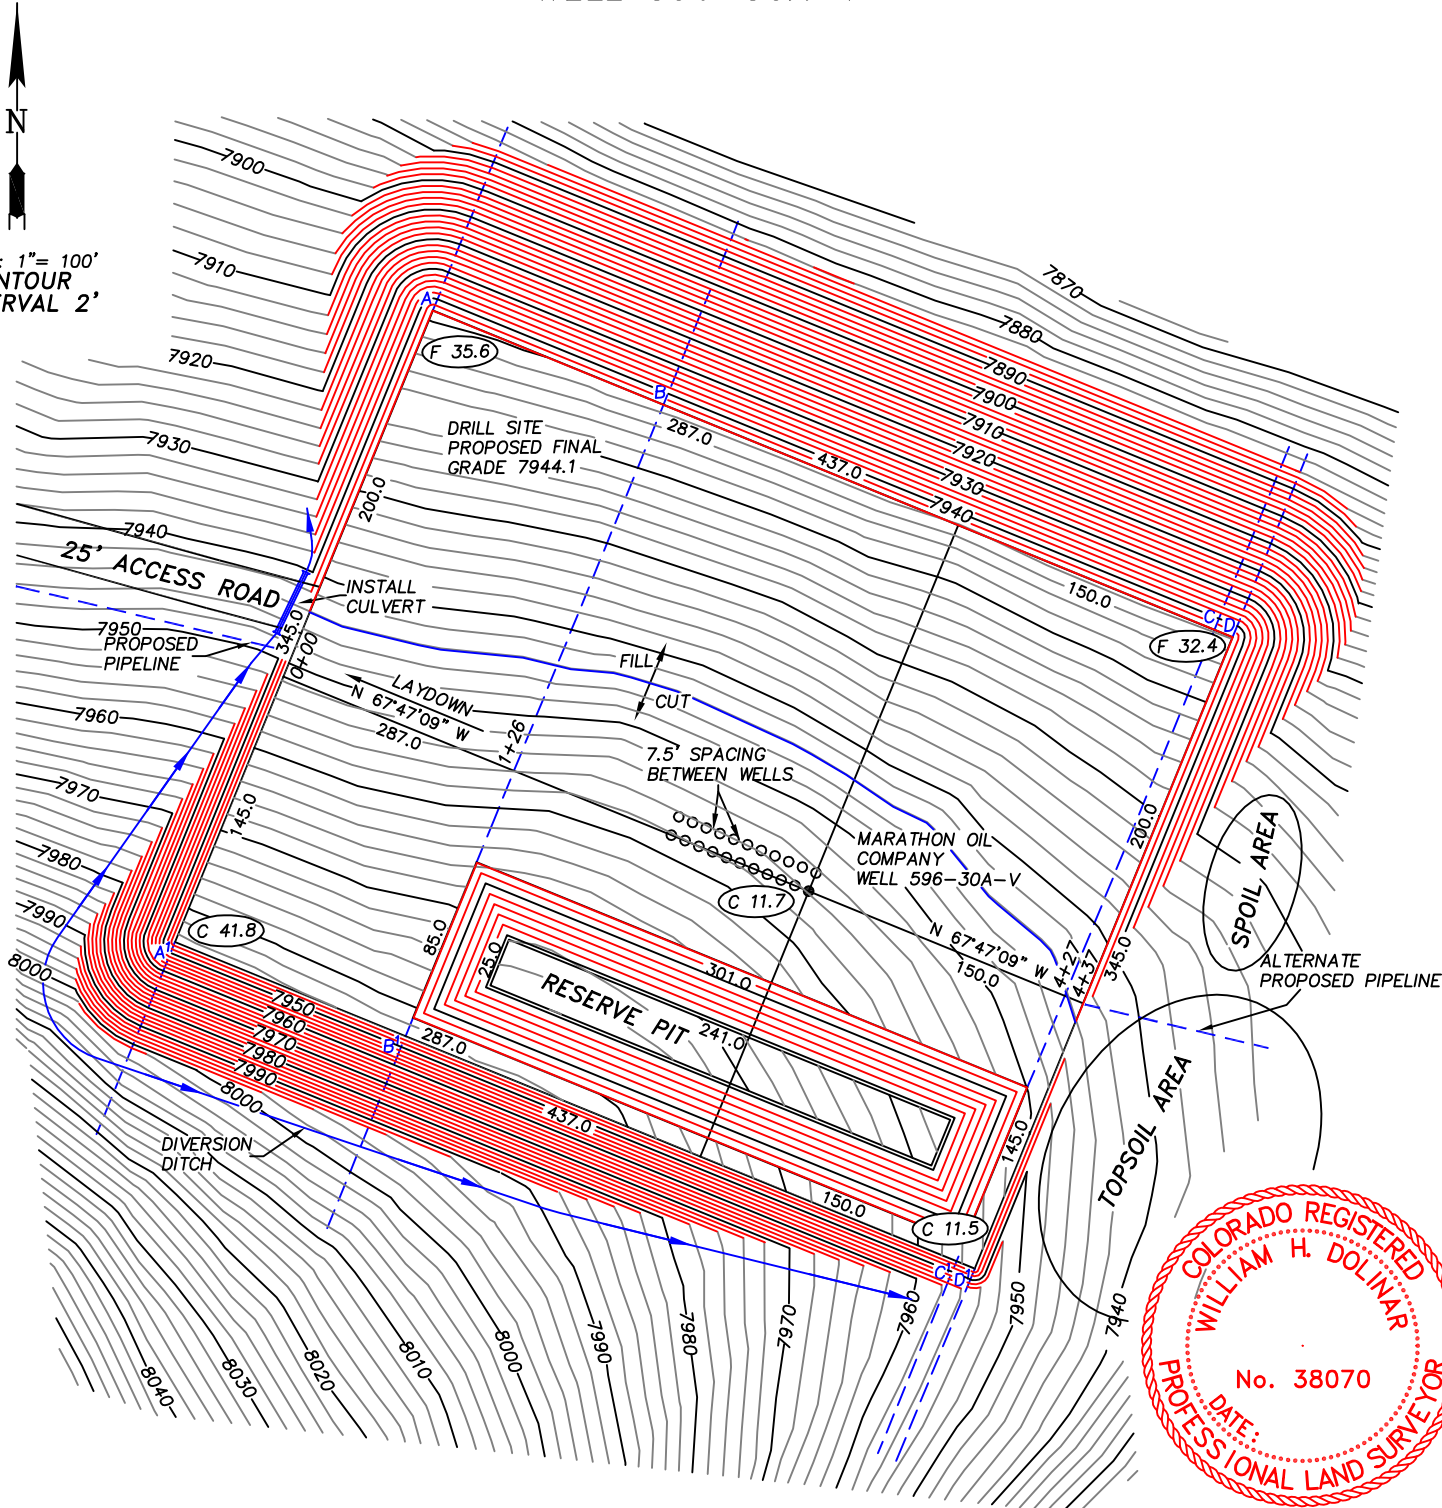 N
1"= 100'
7900
7870
7910
7880
A
7920
F 35.6
7890
B
7900
DRILL SITE
PROPOSED FINAL
GRADE 7944.1
287.0
7910
7930
437.0
7920
7930
200.0
7940
7940
25' ACCESS ROAD
INSTALL
CULVERT
150.0
C
D
7950
PROPOSED
PIPELINE
345.0
0+00
FILL
F 32.4
LAYDOWN
N 67°47'09" W
CUT
7960
287.0
1+26
7.5' SPACING
BETWEEN WELLS
7970
145.0
200.0
MARATHON OIL
COMPANY
WELL 596-30A-V
SPOIL AREA
7980
C 11.7
7990
C 41.8
85.0
N 67°47'09" W
A'
8000
25.0
301.0
150.0
4+27
4+37
345.0
ALTERNATE
PROPOSED PIPELINE
7950
7960
7970
7980
7990
8000
RESERVE PIT
241.0
B'
287.0
437.0
TOPSOIL AREA
DIVERSION
DITCH
145.0
150.0
C 11.5
C'
D'
7960
7950
7940
7970
7980
7990
8000
8010
8020
8030
8040
COLORADO REGISTERED
WILLIAM H. DOLINAR
No. 38070
DATE:
PROFESSIONAL LAND SURVEYOR